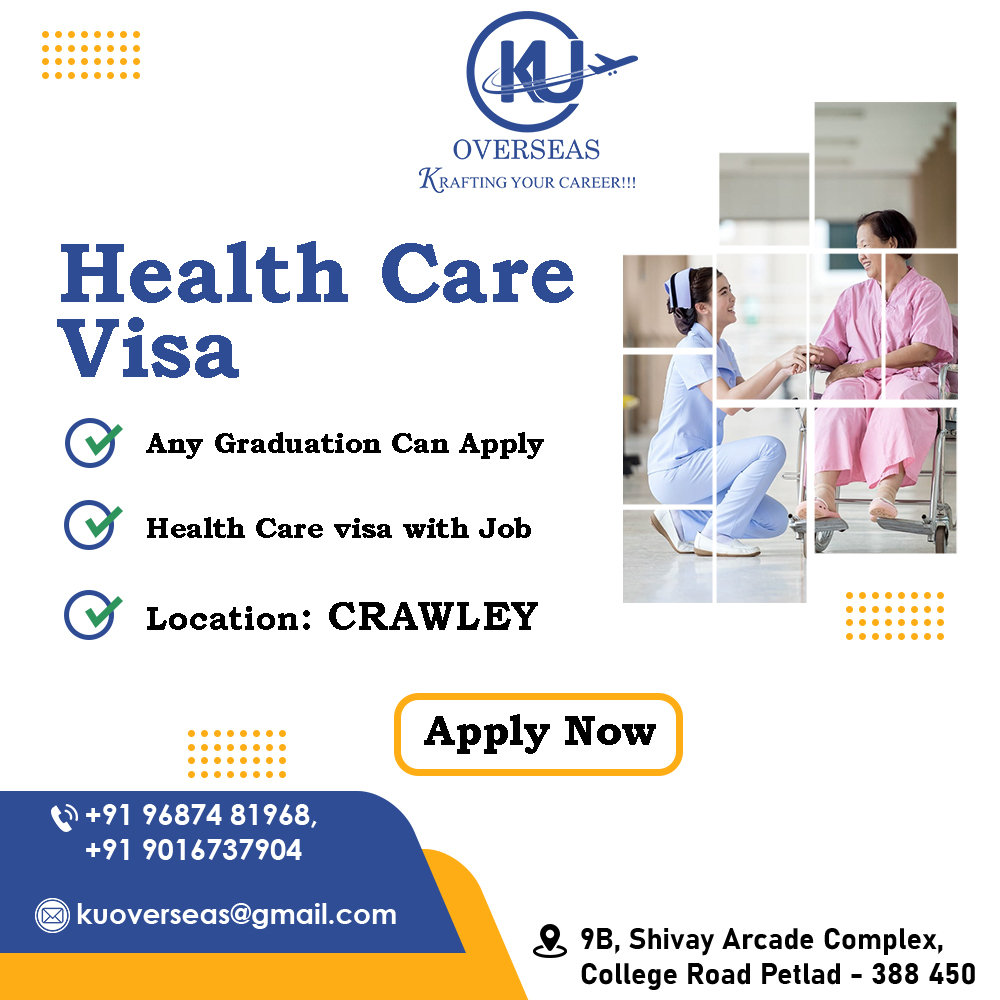 KU
OVERSEAS
KRAFTING YOUR CAREER!!!
Health Care
Visa
Any Graduation Can Apply
Health Care visa with Job
Location: CRAWLEY
Apply Now
+91 96874 81968,
+91 9016737904
kuoverseas@gmail.com
9B, Shivay Arcade Complex,
College Road Petlad - 388 450